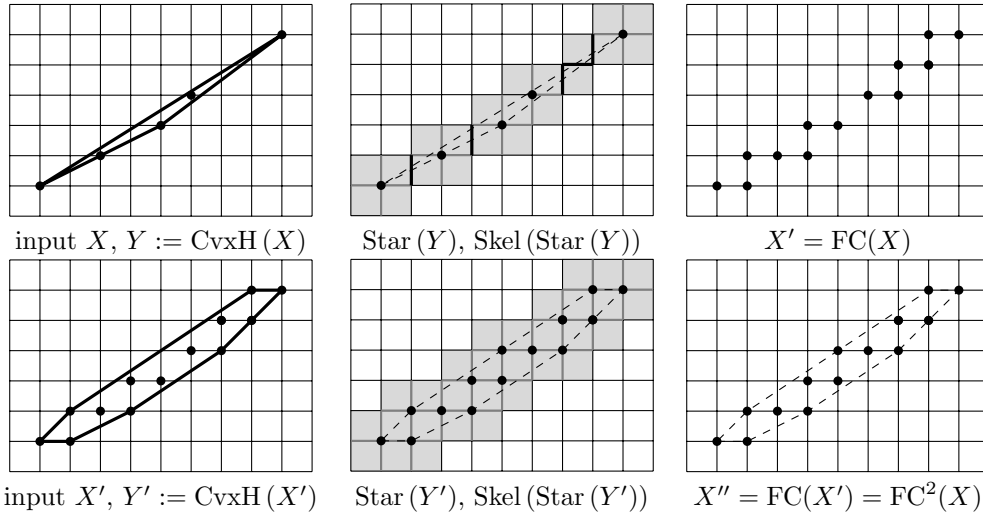 input X, Y := CvxH (X)
Star (Y), Skel (Star (Y))
X′ = FC(X)
input X′, Y′ := CvxH (X′)
Star (Y′), Skel (Star (Y′))
X′′ = FC(X′) = FC²(X)